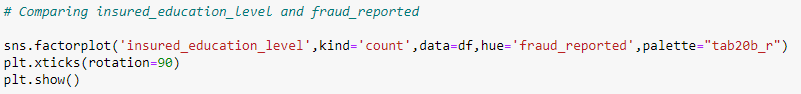 # Comparing insured_education_level and fraud_reported
sns.factorplot('insured_education_level',kind='count',data=df,hue='fraud_reported',palette="tab20b_r")
plt.xticks(rotation=90)
plt.show()